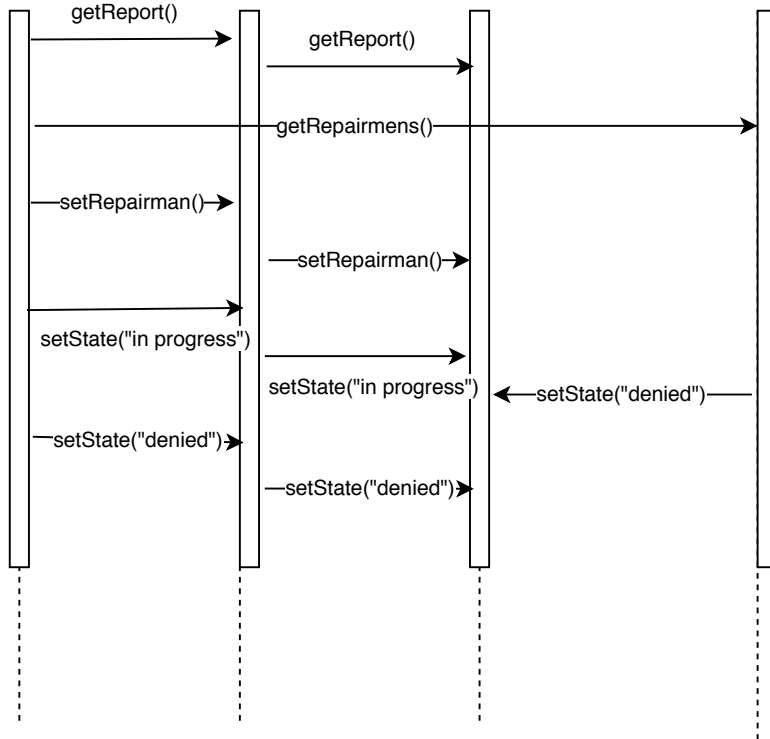 getReport()
getReport()
getRepairmens()
setRepairman()
setRepairman()
setState("in progress")
setState("in progress")
setState("denied")
setState("denied")
setState("denied")